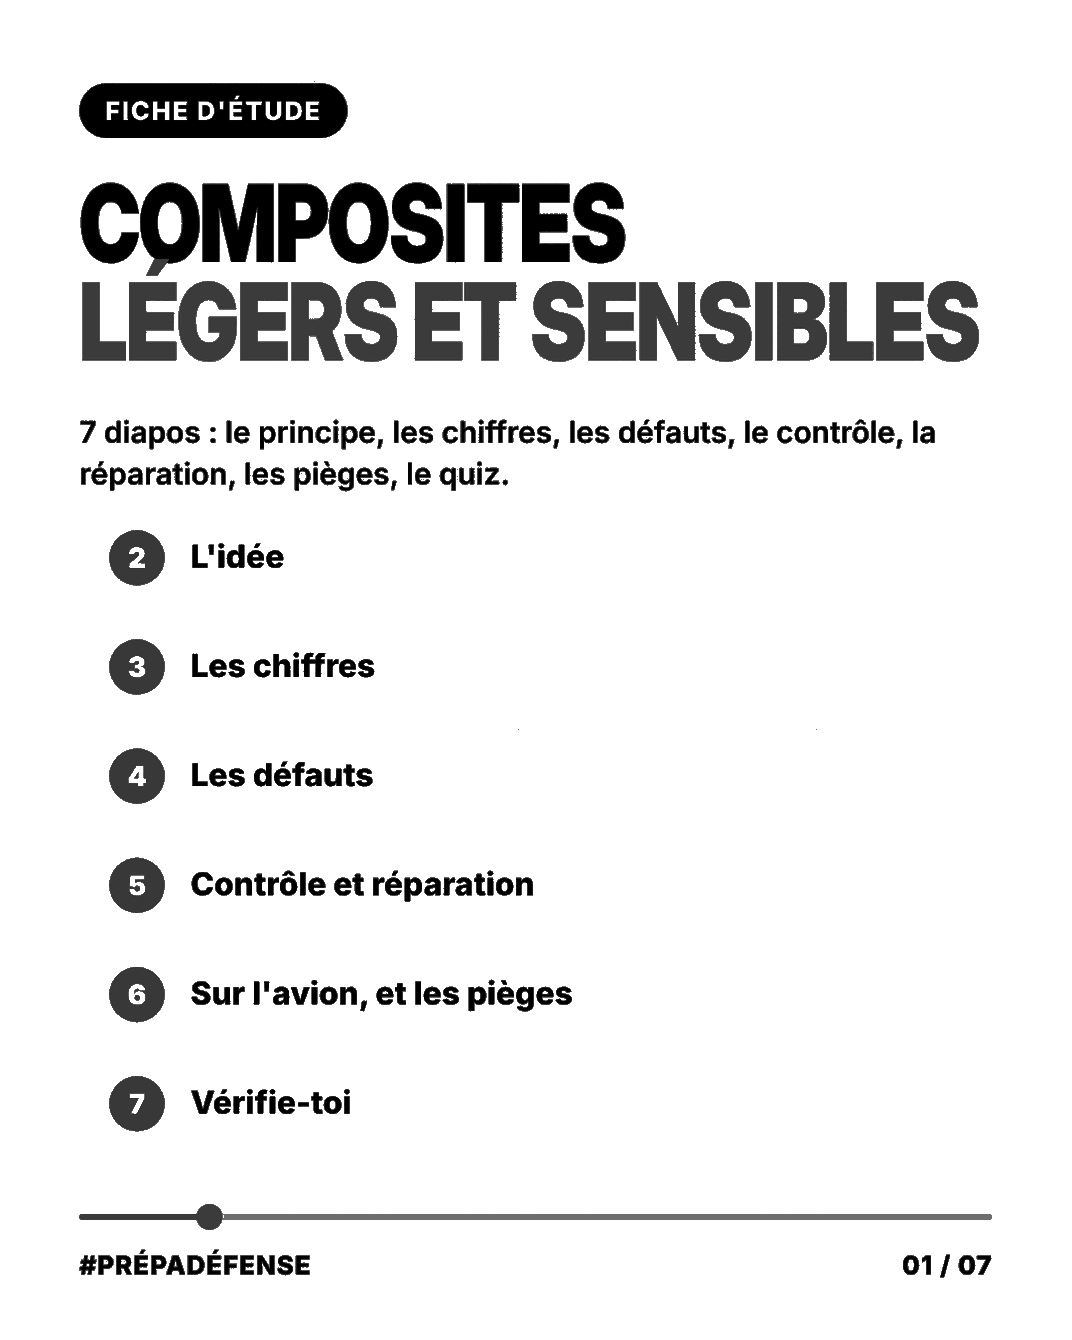 FICHE D'ÉTUDE
COMPOSITES
LÉGERS ET SENSIBLES
7 diapos : le principe, les chiffres, les défauts, le contrôle, la
réparation, les pièges, le quiz.
2 L'idée
3 Les chiffres
4 Les défauts
5 Contrôle et réparation
6 Sur l'avion, et les pièges
7 Vérifie-toi
#PRÉPADÉFENSE
01 / 07